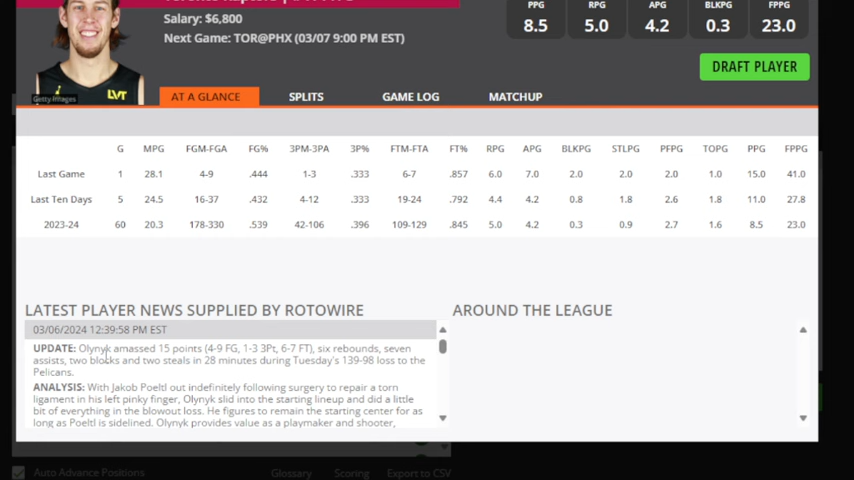 PPG RPG APG BLKPG FPPG
Salary: $6,800
8.5 5.0 4.2 0.3 23.0
Next Game: TOR@PHX (03/07 9:00 PM EST)
DRAFT PLAYER
Getty Images
LVT
AT A GLANCE SPLITS GAME LOG MATCHUP
G MPG FGM-FGA FG% 3PM-3PA 3P% FTM-FTA FT% RPG APG BLKPG STLPG PFPG TOPG PPG FPPG
Last Game 1 28.1 4-9 .444 1-3 .333 6-7 .857 6.0 7.0 2.0 2.0 2.0 1.0 15.0 41.0
Last Ten Days 5 24.5 16-37 .432 4-12 .333 19-24 .792 4.4 4.2 0.8 1.8 2.6 1.8 11.0 27.8
2023-24 60 20.3 178-330 .539 42-106 .396 109-129 .845 5.0 4.2 0.3 0.9 2.7 1.6 8.5 23.0
LATEST PLAYER NEWS SUPPLIED BY ROTOWIRE
AROUND THE LEAGUE
03/06/2024 12:39:58 PM EST
UPDATE: Olynyk amassed 15 points (4-9 FG, 1-3 3Pt, 6-7 FT), six rebounds, seven
assists, two blocks and two steals in 28 minutes during Tuesday's 139-98 loss to the
Pelicans.
ANALYSIS: With Jakob Poeltl out indefinitely following surgery to repair a torn
ligament in his left pinky finger, Olynyk slid into the starting lineup and did a little
bit of everything in the blowout loss. He figures to remain the starting center for as
long as Poeltl is sidelined. Olynyk provides value as a playmaker and shooter,
Auto Advance Positions Glossary Scoring Export to CSV